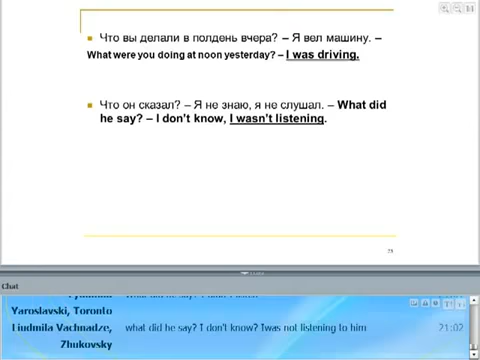 Что вы делали в полдень вчера? – Я вел машину. –
What were you doing at noon yesterday? – I was driving.
Что он сказал? – Я не знаю, я не слушал. – What did
he say? – I don't know, I wasn't listening.
Chat
Yaroslavski, Toronto
Liudmila Vachnadze, what did he say? I don't know? Iwas not listening to him 21:02
Zhukovsky